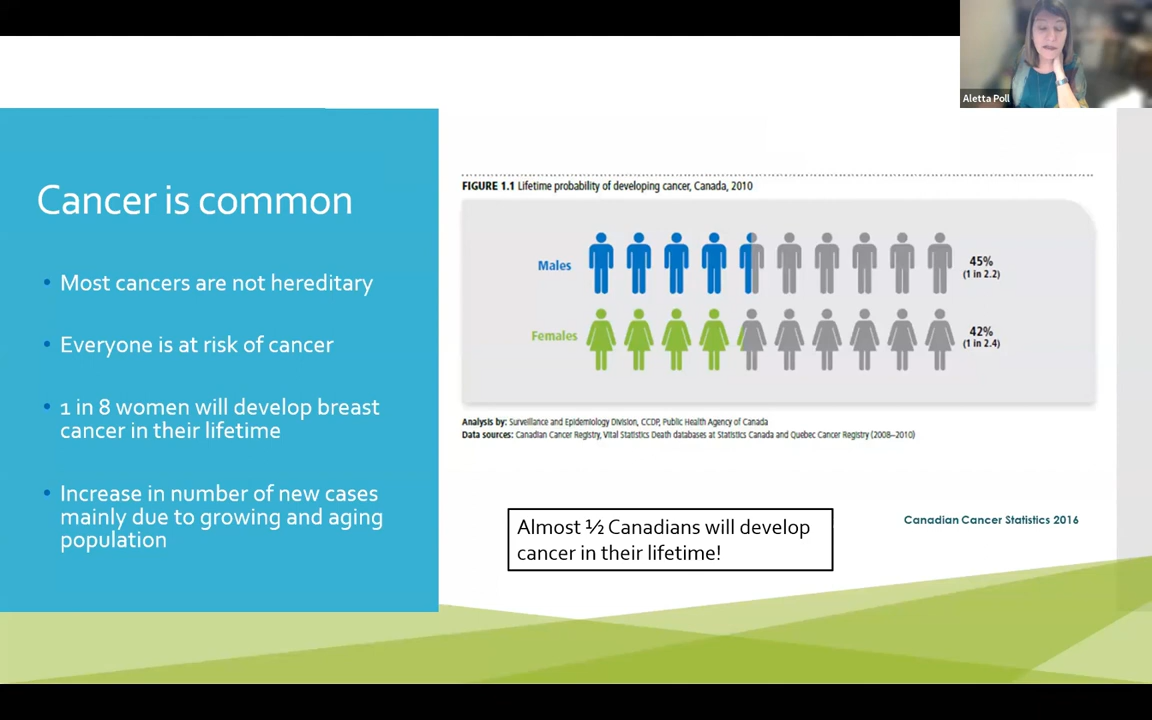 Aletta Poll
Cancer is common
• Most cancers are not hereditary
• Everyone is at risk of cancer
• 1 in 8 women will develop breast
cancer in their lifetime
• Increase in number of new cases
mainly due to growing and aging
population
FIGURE 1.1 Lifetime probability of developing cancer, Canada, 2010
Males
45%
(1 in 2.2)
Females
42%
(1 in 2.4)
Analysis by: Surveillance and Epidemiology Division, CCDP, Public Health Agency of Canada
Data sources: Canadian Cancer Registry, Vital Statistics Death databases at Statistics Canada and Quebec Cancer Registry (2008–2010)
Almost ½ Canadians will develop
cancer in their lifetime!
Canadian Cancer Statistics 2016